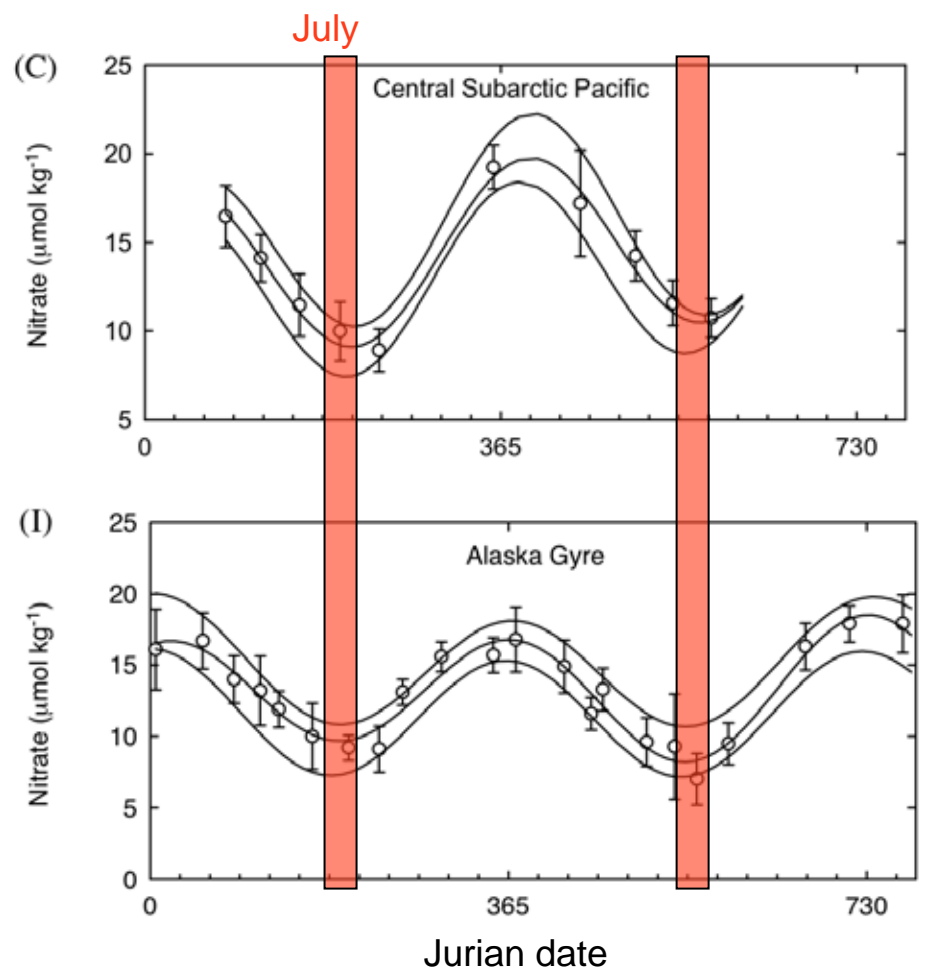 July
(C)
25
Central Subarctic Pacific
20
15
10
5
Nitrate (μmol kg⁻¹)
0 365 730
(I)
25
Alaska Gyre
20
15
10
5
0
Nitrate (μmol kg⁻¹)
0 365 730
Jurian date